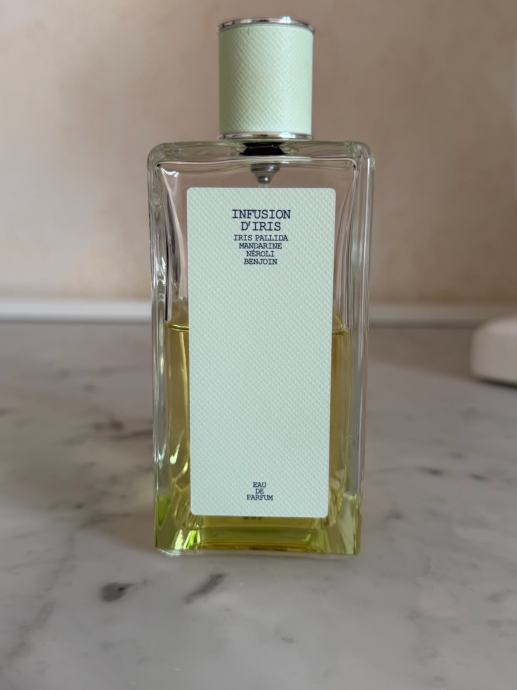 INFUSION
D'IRIS
IRIS PALLIDA
MANDARINE
NÉROLI
BENJOIN
EAU
DE
PARFUM